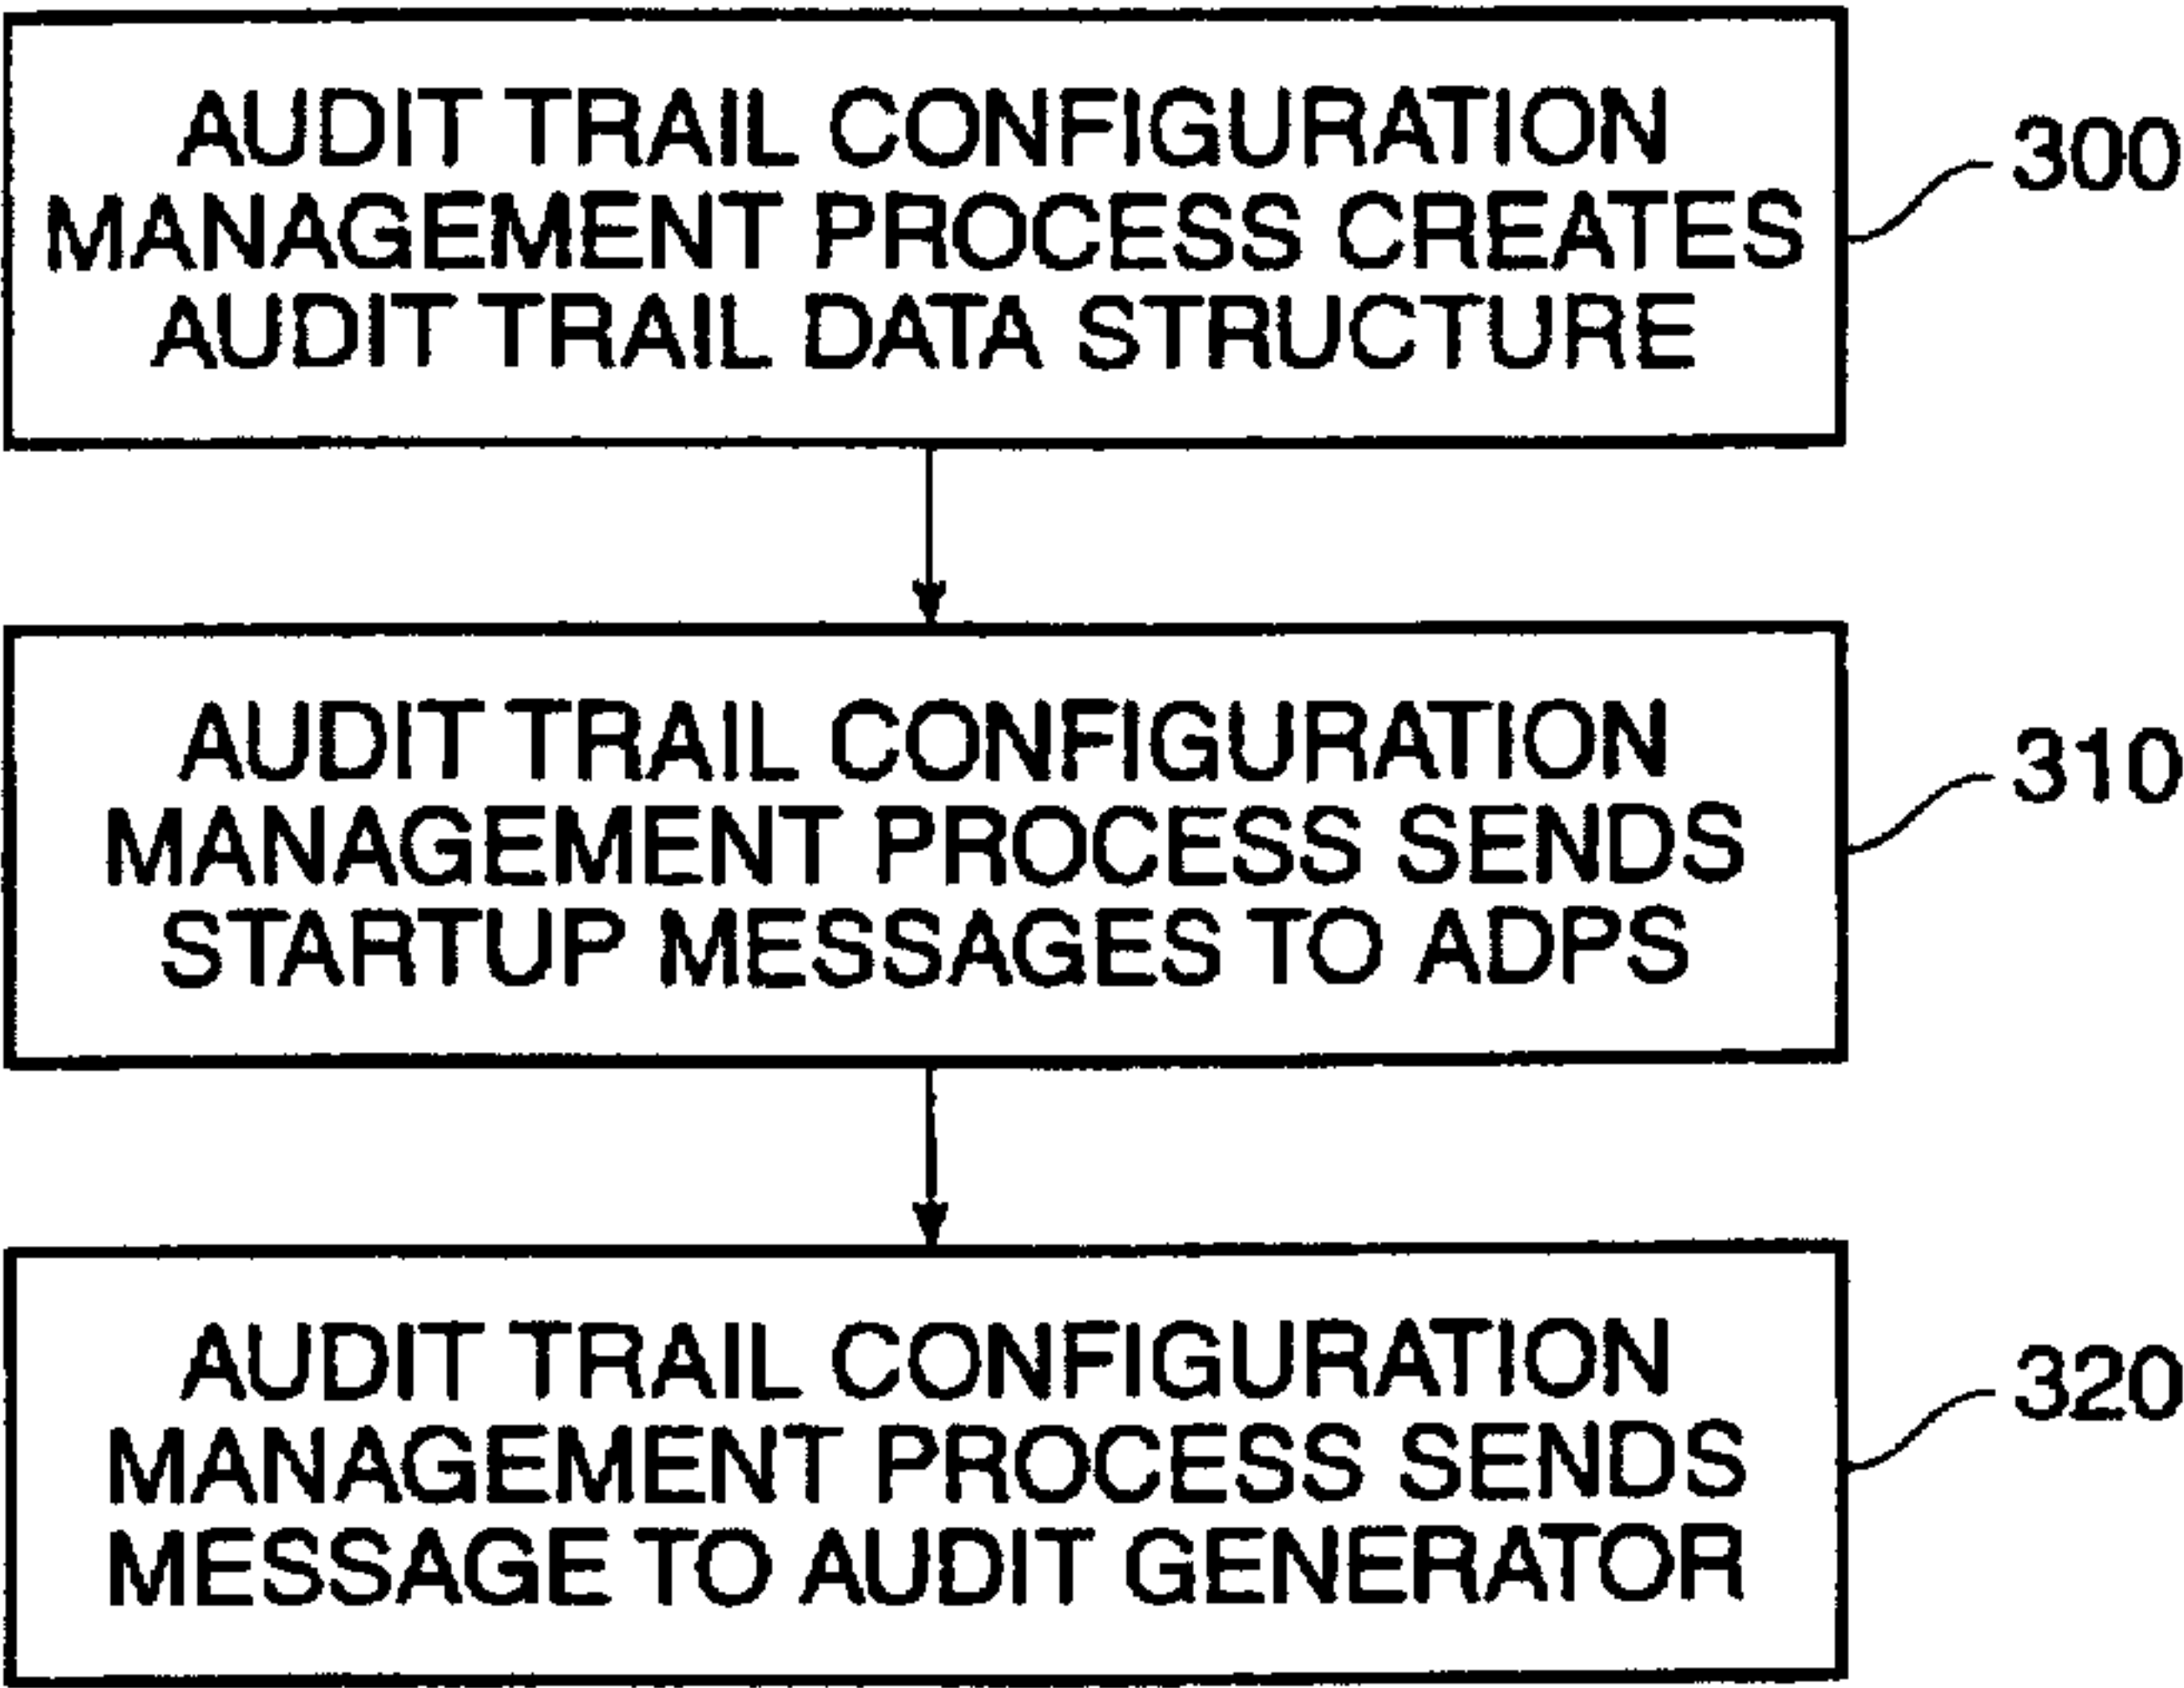 AUDIT TRAIL CONFIGURATION
MANAGEMENT PROCESS CREATES
AUDIT TRAIL DATA STRUCTURE
300
AUDIT TRAIL CONFIGURATION
MANAGEMENT PROCESS SENDS
STARTUP MESSAGES TO ADPS
310
AUDIT TRAIL CONFIGURATION
MANAGEMENT PROCESS SENDS
MESSAGE TO AUDIT GENERATOR
320